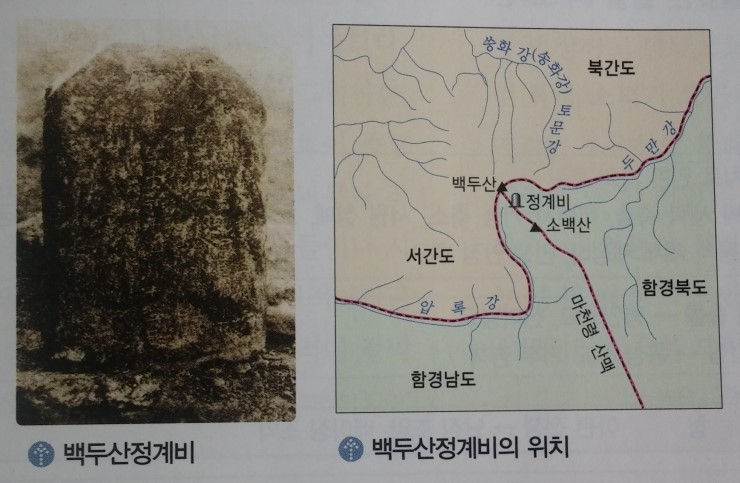 쑹화 강(송화강)
북간도
토문강
두만강
백두산
정계비
소백산
서간도
함경북도
압록강
마천령 산맥
함경남도
백두산정계비
백두산정계비의 위치